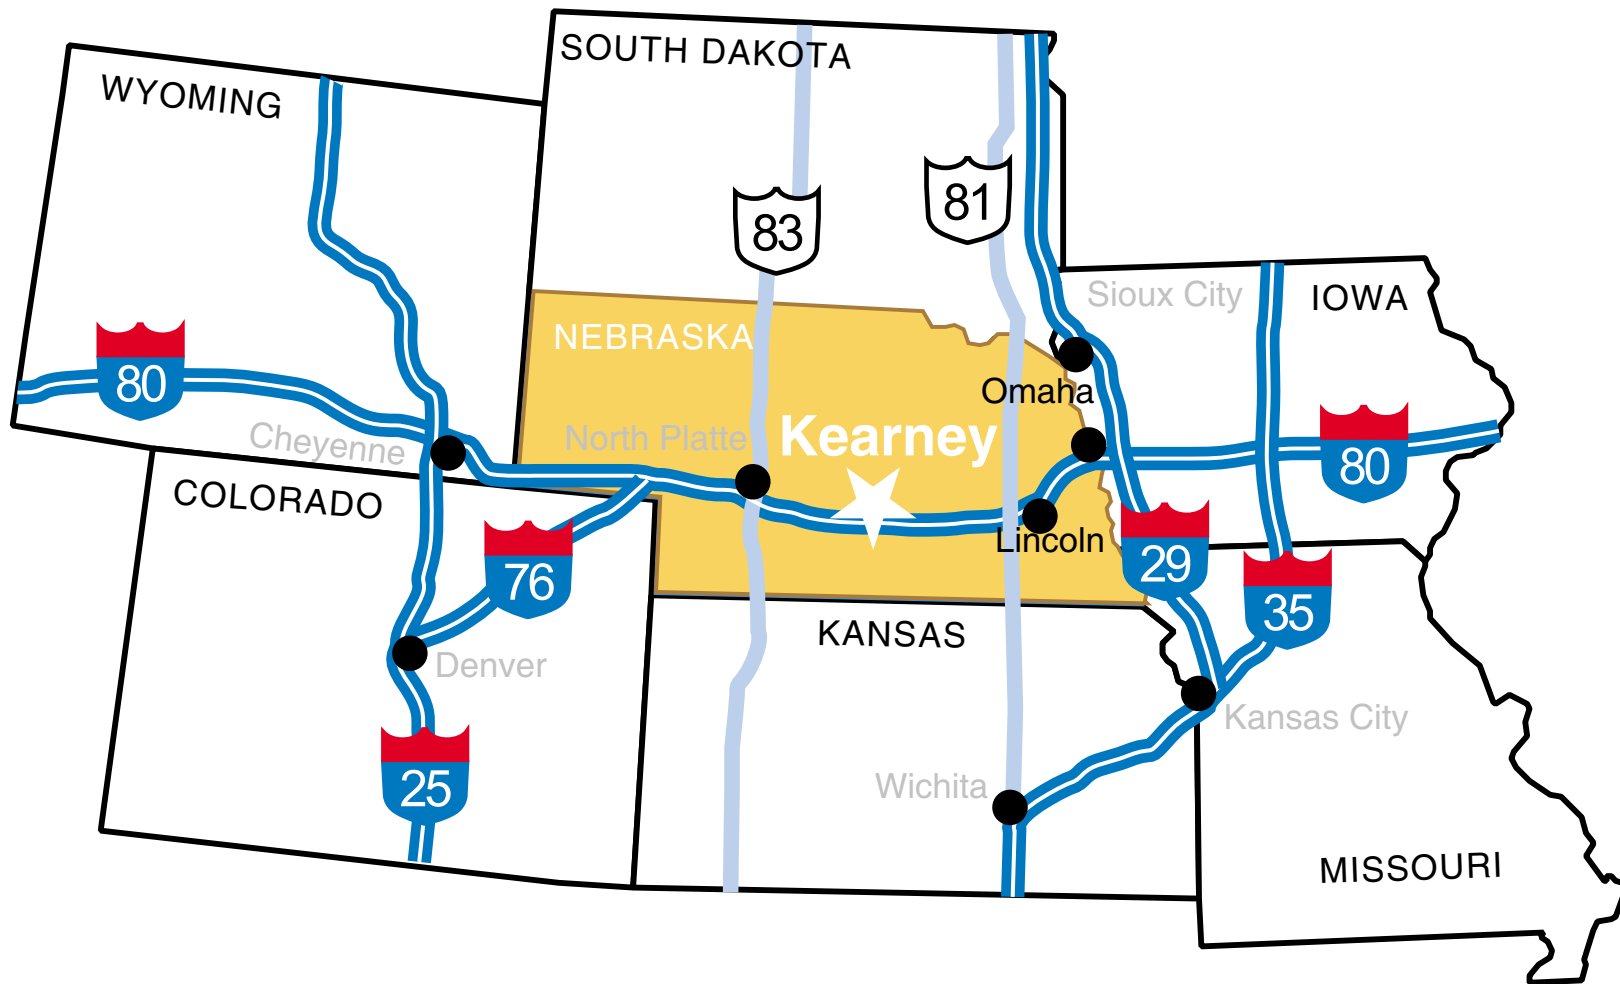 SOUTH DAKOTA
WYOMING
83
81
Sioux City
IOWA
NEBRASKA
80
Omaha
Cheyenne
North Platte
Kearney
80
COLORADO
Lincoln
76
29
35
KANSAS
Denver
Kansas City
25
Wichita
MISSOURI